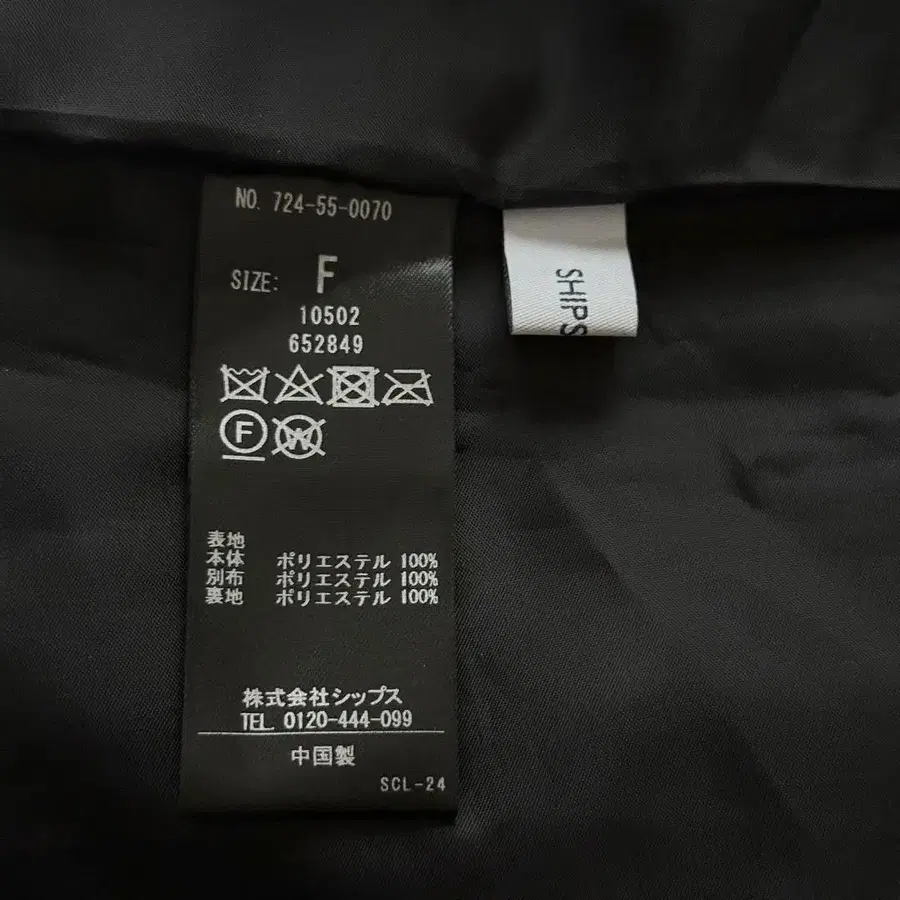 NO. 724-55-0070
SIZE: F
10502
652849
F W
表地
本体 ポリエステル 100%
別布 ポリエステル 100%
裏地 ポリエステル 100%
株式会社シップス
TEL. 0120-444-099
中国製
SCL-24
SHIPS